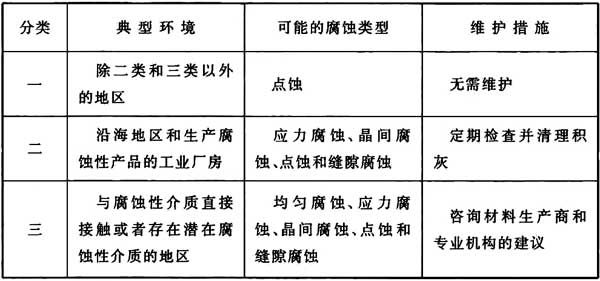 分类 典型环境 可能的腐蚀类型 维护措施
一 除二类和三类以外的地区 点蚀 无需维护
二 沿海地区和生产腐蚀性产品的工业厂房 应力腐蚀、晶间腐蚀、点蚀和缝隙腐蚀 定期检查并清理积灰
三 与腐蚀性介质直接接触或者存在潜在腐蚀性介质的地区 均匀腐蚀、应力腐蚀、晶间腐蚀、点蚀和缝隙腐蚀 咨询材料生产商和专业机构的建议